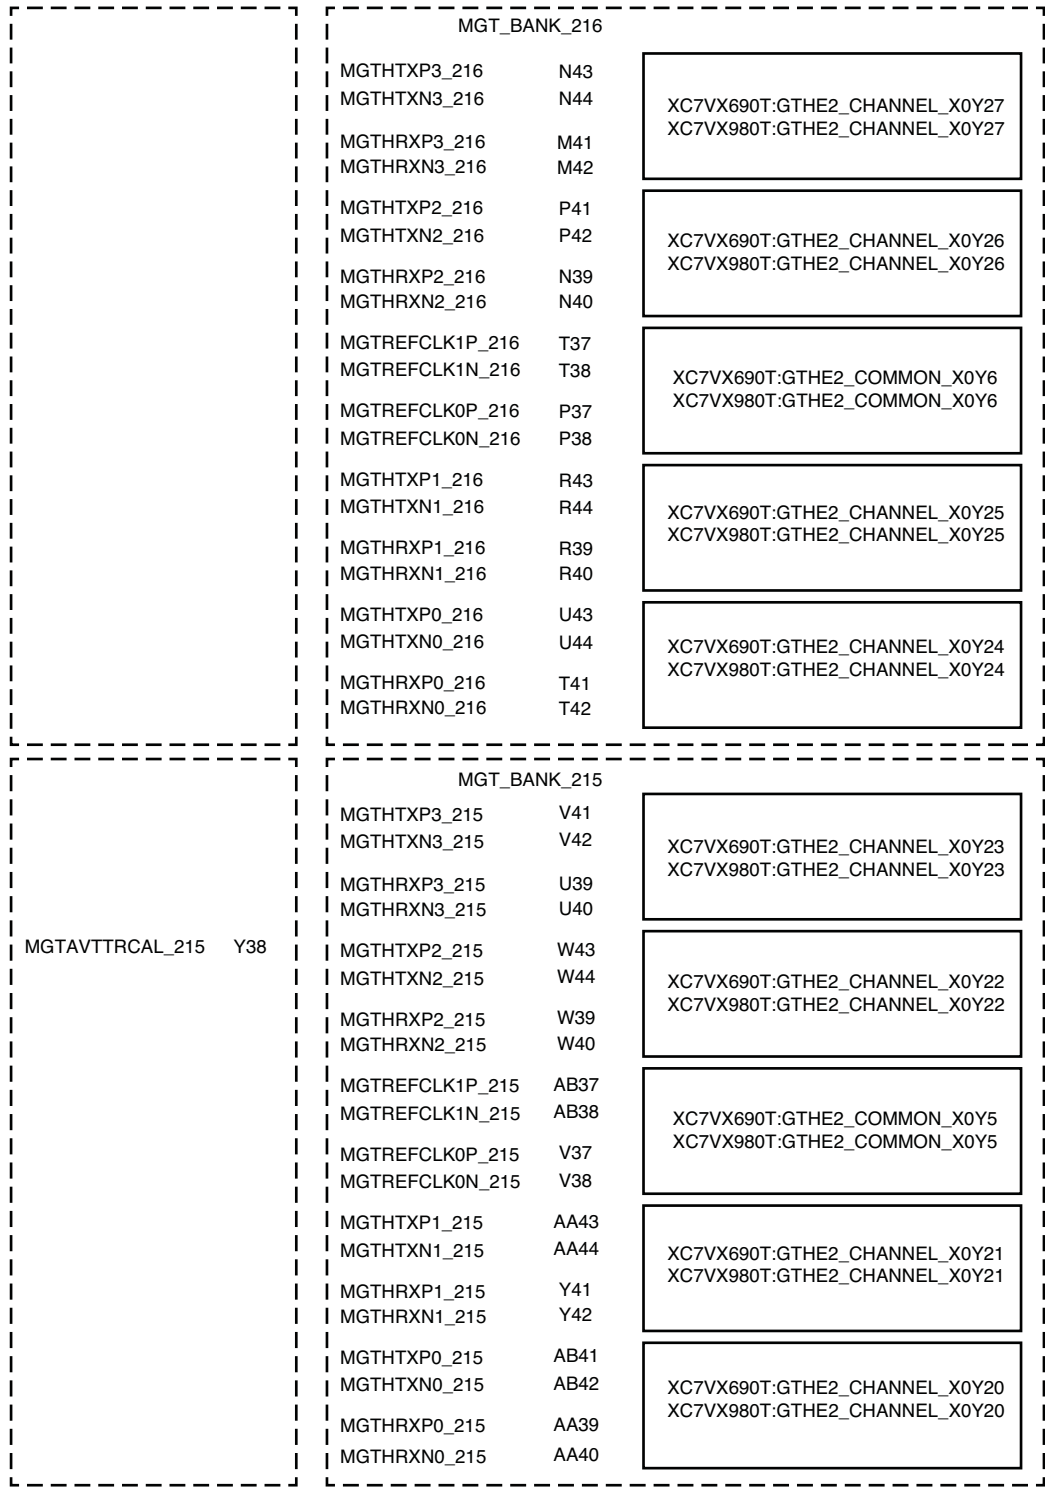 MGT_BANK_216
MGTHTXP3_216 N43
MGTHTXN3_216 N44
MGTHRXP3_216 M41
MGTHRXN3_216 M42
XC7VX690T:GTHE2_CHANNEL_X0Y27
XC7VX980T:GTHE2_CHANNEL_X0Y27
MGTHTXP2_216 P41
MGTHTXN2_216 P42
MGTHRXP2_216 N39
MGTHRXN2_216 N40
XC7VX690T:GTHE2_CHANNEL_X0Y26
XC7VX980T:GTHE2_CHANNEL_X0Y26
MGTREFCLK1P_216 T37
MGTREFCLK1N_216 T38
MGTREFCLK0P_216 P37
MGTREFCLK0N_216 P38
XC7VX690T:GTHE2_COMMON_X0Y6
XC7VX980T:GTHE2_COMMON_X0Y6
MGTHTXP1_216 R43
MGTHTXN1_216 R44
MGTHRXP1_216 R39
MGTHRXN1_216 R40
XC7VX690T:GTHE2_CHANNEL_X0Y25
XC7VX980T:GTHE2_CHANNEL_X0Y25
MGTHTXP0_216 U43
MGTHTXN0_216 U44
MGTHRXP0_216 T41
MGTHRXN0_216 T42
XC7VX690T:GTHE2_CHANNEL_X0Y24
XC7VX980T:GTHE2_CHANNEL_X0Y24
MGTAVTTRCAL_215 Y38
MGT_BANK_215
MGTHTXP3_215 V41
MGTHTXN3_215 V42
MGTHRXP3_215 U39
MGTHRXN3_215 U40
XC7VX690T:GTHE2_CHANNEL_X0Y23
XC7VX980T:GTHE2_CHANNEL_X0Y23
MGTHTXP2_215 W43
MGTHTXN2_215 W44
MGTHRXP2_215 W39
MGTHRXN2_215 W40
XC7VX690T:GTHE2_CHANNEL_X0Y22
XC7VX980T:GTHE2_CHANNEL_X0Y22
MGTREFCLK1P_215 AB37
MGTREFCLK1N_215 AB38
MGTREFCLK0P_215 V37
MGTREFCLK0N_215 V38
XC7VX690T:GTHE2_COMMON_X0Y5
XC7VX980T:GTHE2_COMMON_X0Y5
MGTHTXP1_215 AA43
MGTHTXN1_215 AA44
MGTHRXP1_215 Y41
MGTHRXN1_215 Y42
XC7VX690T:GTHE2_CHANNEL_X0Y21
XC7VX980T:GTHE2_CHANNEL_X0Y21
MGTHTXP0_215 AB41
MGTHTXN0_215 AB42
MGTHRXP0_215 AA39
MGTHRXN0_215 AA40
XC7VX690T:GTHE2_CHANNEL_X0Y20
XC7VX980T:GTHE2_CHANNEL_X0Y20